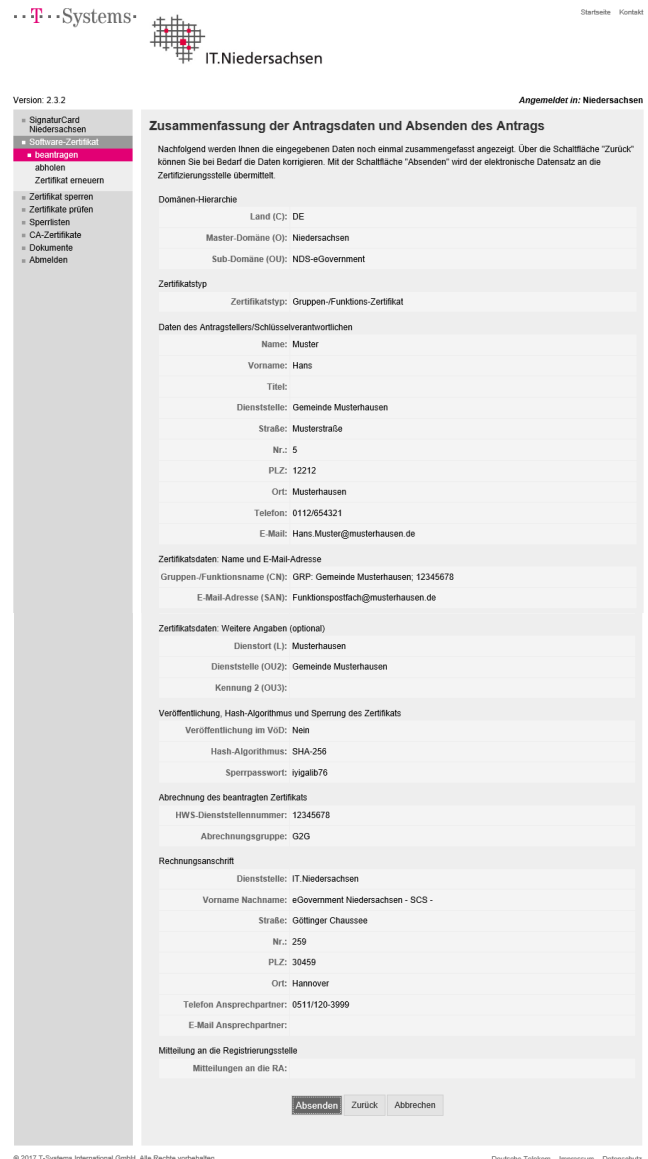 T Systems
Startseite Kontakt
IT.Niedersachsen
Version: 2.3.2
Angemeldet in: Niedersachsen
SignaturCard
Niedersachsen
Software-Zertifikat
beantragen
abholen
Zertifikat erneuern
Zertifikat sperren
Zertifikate prüfen
Sperrlisten
CA-Zertifikate
Dokumente
Abmelden
Zusammenfassung der Antragsdaten und Absenden des Antrags
Nachfolgend werden Ihnen die eingegebenen Daten noch einmal zusammengefasst angezeigt. Über die Schaltfläche "Zurück"
können Sie bei Bedarf die Daten korrigieren. Mit der Schaltfläche "Absenden" wird der elektronische Datensatz an die
Zertifizierungsstelle übermittelt.
Domänen-Hierarchie
Land (C): DE
Master-Domäne (O): Niedersachsen
Sub-Domäne (OU): NDS-eGovernment
Zertifikatstyp
Zertifikatstyp: Gruppen-/Funktions-Zertifikat
Daten des Antragstellers/Schlüsselverantwortlichen
Name: Muster
Vorname: Hans
Titel:
Dienststelle: Gemeinde Musterhausen
Straße: Musterstraße
Nr.: 5
PLZ: 12212
Ort: Musterhausen
Telefon: 0112/654321
E-Mail: Hans.Muster@musterhausen.de
Zertifikatsdaten: Name und E-Mail-Adresse
Gruppen-/Funktionsname (CN): GRP: Gemeinde Musterhausen; 12345678
E-Mail-Adresse (SAN): Funktionspostfach@musterhausen.de
Zertifikatsdaten: Weitere Angaben (optional)
Dienstort (L): Musterhausen
Dienststelle (OU2): Gemeinde Musterhausen
Kennung 2 (OU3):
Veröffentlichung, Hash-Algorithmus und Sperrung des Zertifikats
Veröffentlichung im VöD: Nein
Hash-Algorithmus: SHA-256
Sperrpasswort: iyigalib76
Abrechnung des beantragten Zertifikats
HWS-Dienststellennummer: 12345678
Abrechnungsgruppe: G2G
Rechnungsanschrift
Dienststelle: IT.Niedersachsen
Vorname Nachname: eGovernment Niedersachsen - SCS -
Straße: Göttinger Chaussee
Nr.: 259
PLZ: 30459
Ort: Hannover
Telefon Ansprechpartner: 0511/120-3999
E-Mail Ansprechpartner:
Mitteilung an die Registrierungsstelle
Mitteilungen an die RA:
Absenden Zurück Abbrechen
© 2017 T-Systems International GmbH. Alle Rechte vorbehalten
Deutsche Telekom Impressum Datenschutz